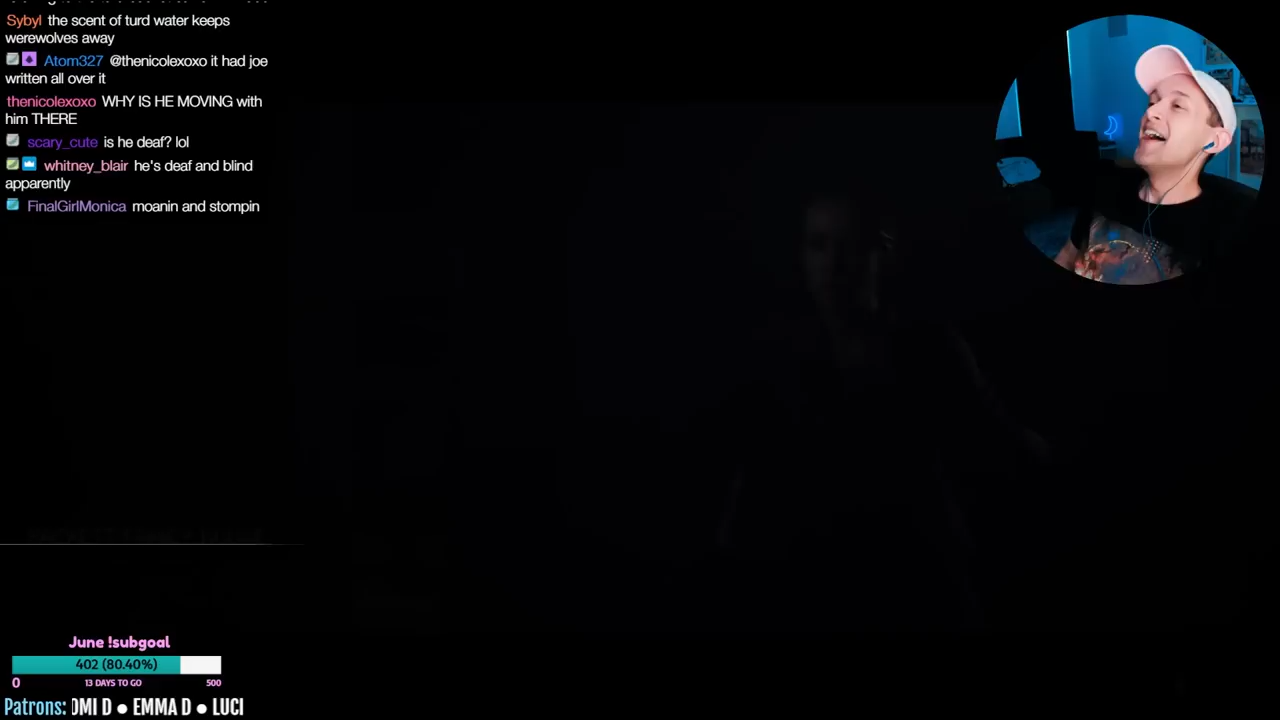 Sybyl the scent of turd water keeps
werewolves away
Atom327 @thenicolexoxo it had joe
written all over it
thenicolexoxo WHY IS HE MOVING with
him THERE
scary_cute is he deaf? lol
whitney_blair he's deaf and blind
apparently
FinalGirlMonica moanin and stompin
June !subgoal
402 (80.40%)
0 13 DAYS TO GO 500
Patrons: OMI D ● EMMA D ● LUCI